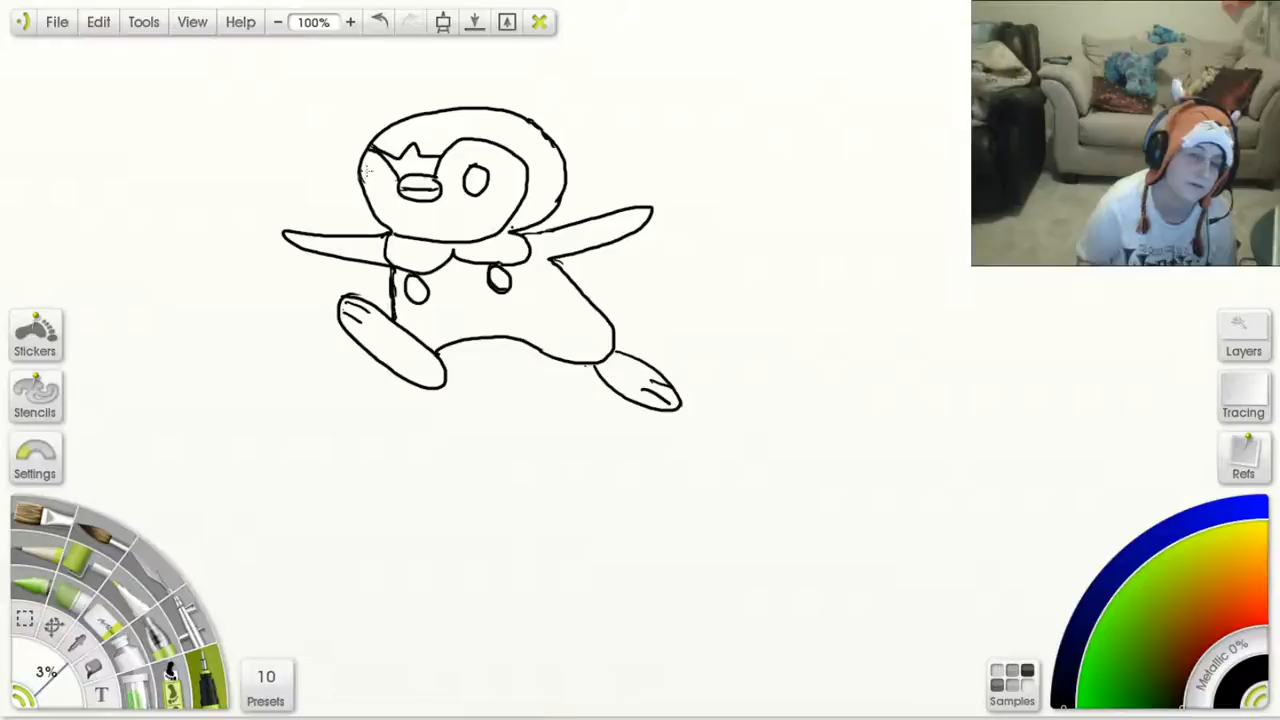 File Edit Tools View Help 100%
Stickers
Stencils
Settings
3%
T
10
Presets
Layers
Tracing
Refs
Metallic 0%
Samples